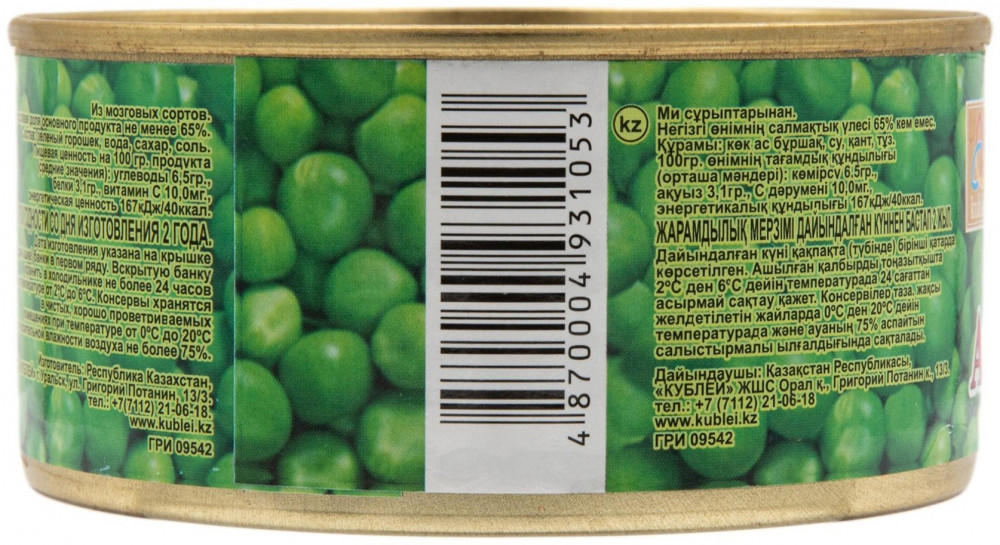 Из мозговых сортов.
доля основного продукта не менее 65%.
зеленый горошек, вода, сахар, соль.
ценность на 100 гр. продукта
(средние значения): углеводы 6,5гр.,
белки 3,1гр., витамин С 10,0мг.,
энергетическая ценность 167кДж/40ккал.
СО ДНЯ ИЗГОТОВЛЕНИЯ 2 ГОДА.
Дата изготовления указана на крышке
банки в первом ряду. Вскрытую банку
в холодильнике не более 24 часов
от 2°С до 6°С. Консервы хранятся
в чистых, хорошо проветриваемых
при температуре от 0°С до 20°С
влажности воздуха не более 75%.
Изготовитель: Республика Казахстан,
г. Уральск, ул. Григорий Потанин, 13/3.
тел.: +7(7112) 21-06-18
www.kublei.kz
ГРИ 09542
4870004931053
kz
Ми сұрыптарынан.
Негізгі өнімнің салмақтық үлесі 65% кем емес.
Құрамы: көк ас бұршақ, су, қант, тұз.
100гр. өнімнің тағамдық құндылығы
(орташа мәндері): көмірсу 6,5гр.,
ақуыз 3,1гр., С дәрумені 10,0мг.,
энергетикалық құндылығы 167кДж/40ккал.
ЖАРАМДЫЛЫҚ МЕРЗІМІ ДАЙЫНДАЛҒАН КҮННЕН БАСТАП 2 ЖЫЛ.
Дайындалған күні қақпақта (түбінде) бірінші қатарда
көрсетілген. Ашылған қалбырды тоңазытқышта
2°С ден 6°С дейін температурада 24 сағаттан
асырмай сақтау қажет. Консервілер таза, жақсы
желдетілетін жайларда 0°С ден 20°С дейін
температурада және ауаның 75% аспайтын
салыстырмалы ылғалдығында сақталады.
Дайындаушы: Қазақстан Республикасы,
«КУБЛЕЙ» ЖШС Орал қ., Григорий Потанин к., 13/3.
тел.: +7 (7112) 21-06-18
www.kublei.kz
ГРИ 09542